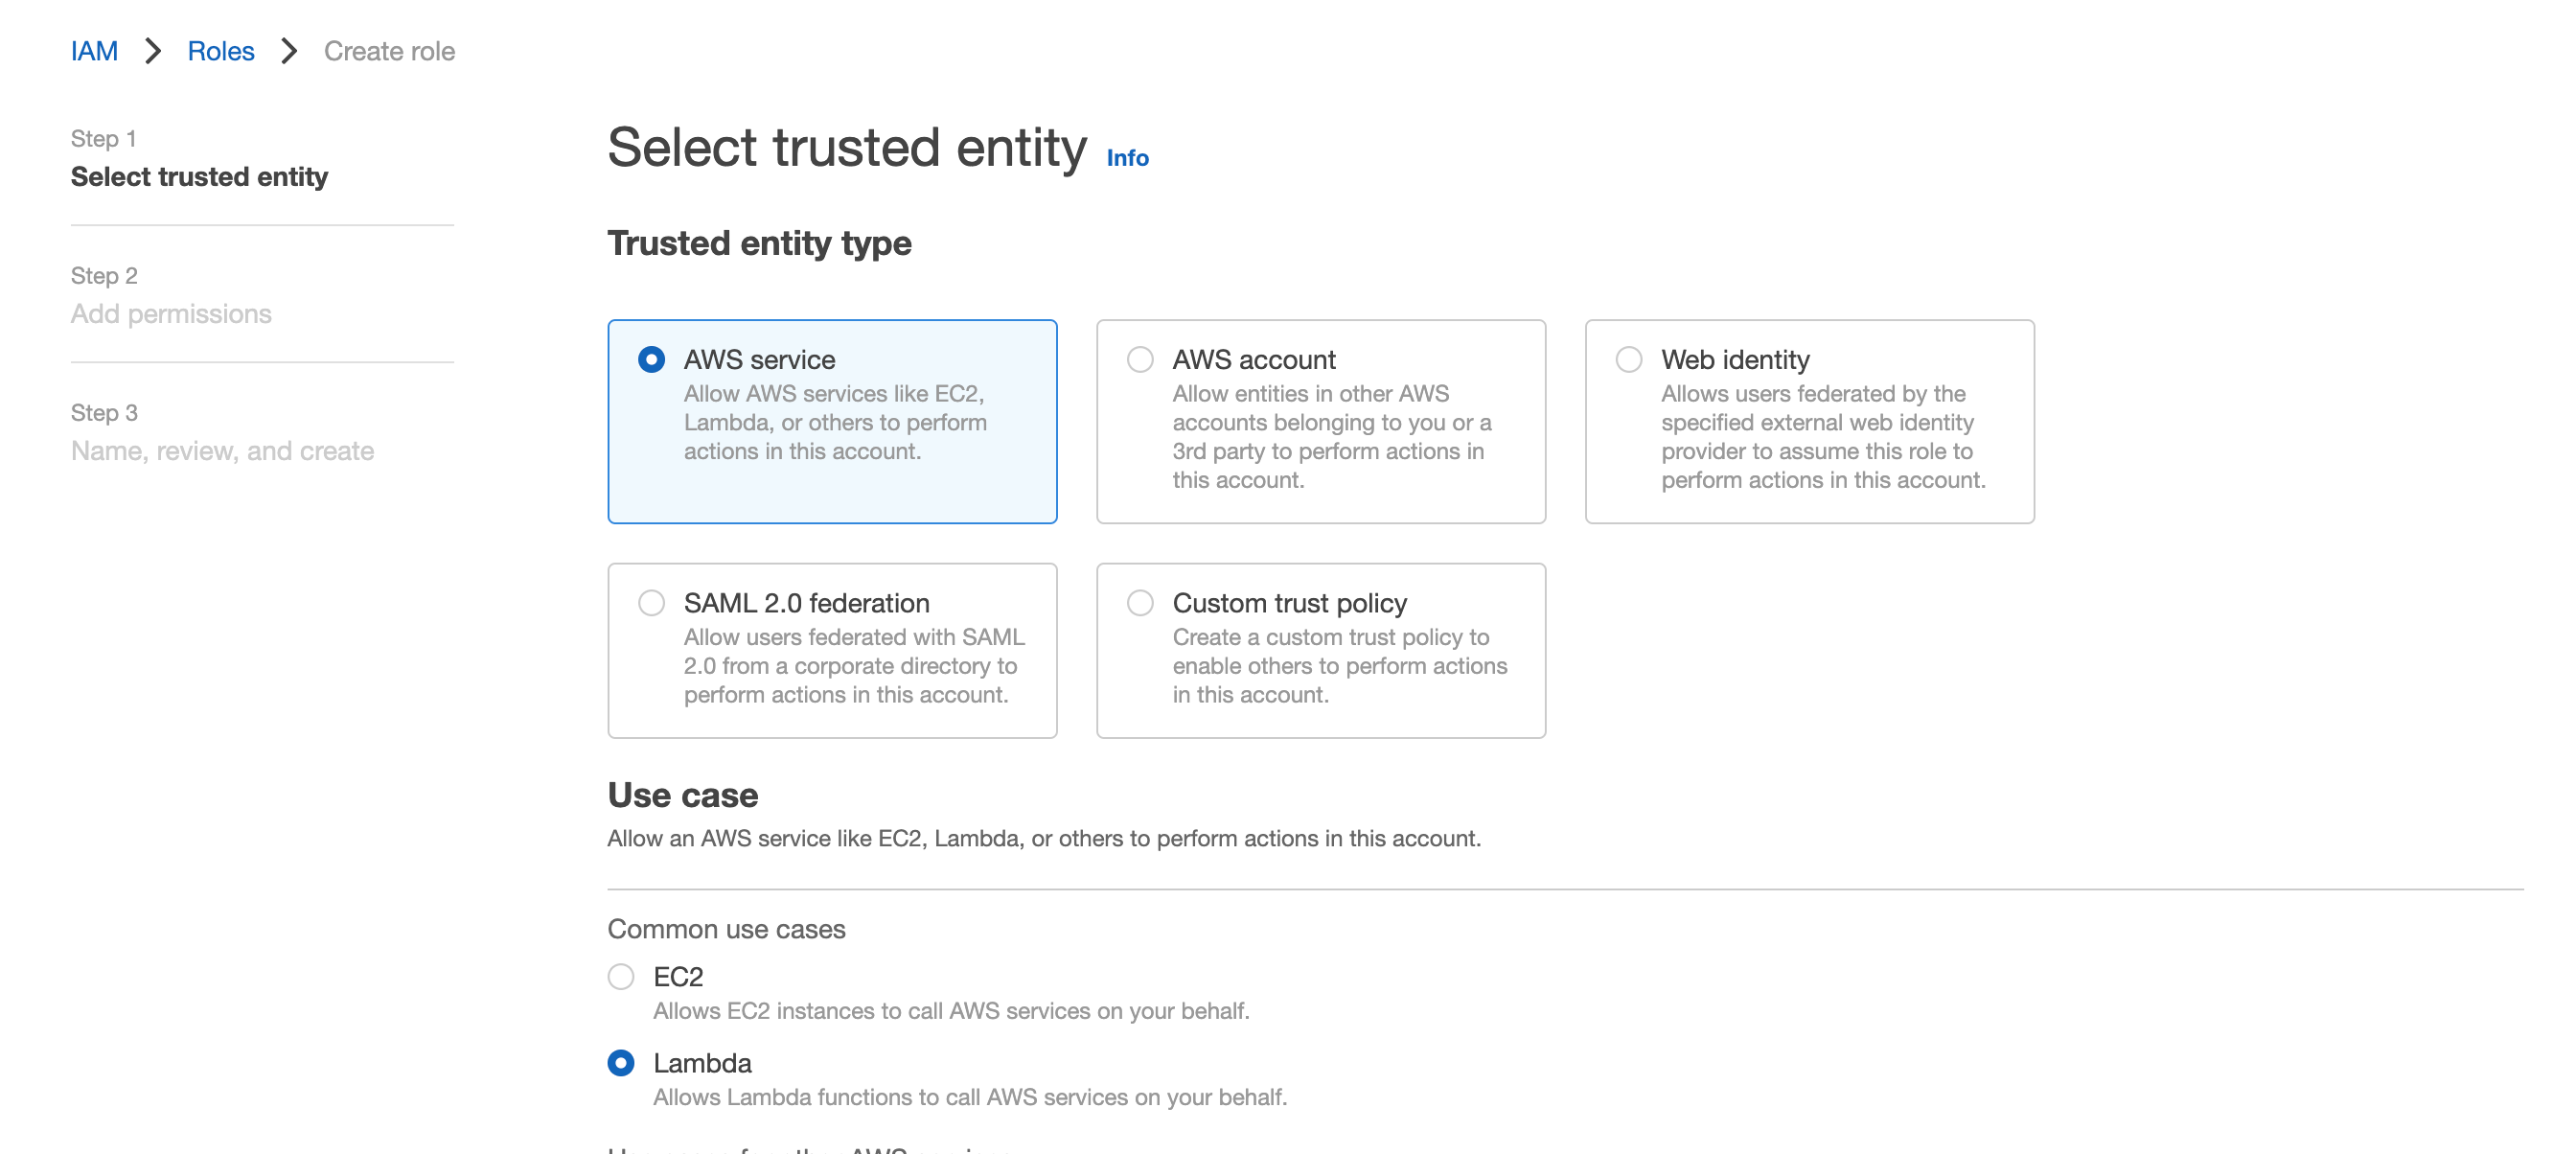 IAM > Roles > Create role
Step 1
Select trusted entity
Step 2
Add permissions
Step 3
Name, review, and create
Select trusted entity Info
Trusted entity type
AWS service
Allow AWS services like EC2,
Lambda, or others to perform
actions in this account.
AWS account
Allow entities in other AWS
accounts belonging to you or a
3rd party to perform actions in
this account.
Web identity
Allows users federated by the
specified external web identity
provider to assume this role to
perform actions in this account.
SAML 2.0 federation
Allow users federated with SAML
2.0 from a corporate directory to
perform actions in this account.
Custom trust policy
Create a custom trust policy to
enable others to perform actions
in this account.
Use case
Allow an AWS service like EC2, Lambda, or others to perform actions in this account.
Common use cases
EC2
Allows EC2 instances to call AWS services on your behalf.
Lambda
Allows Lambda functions to call AWS services on your behalf.